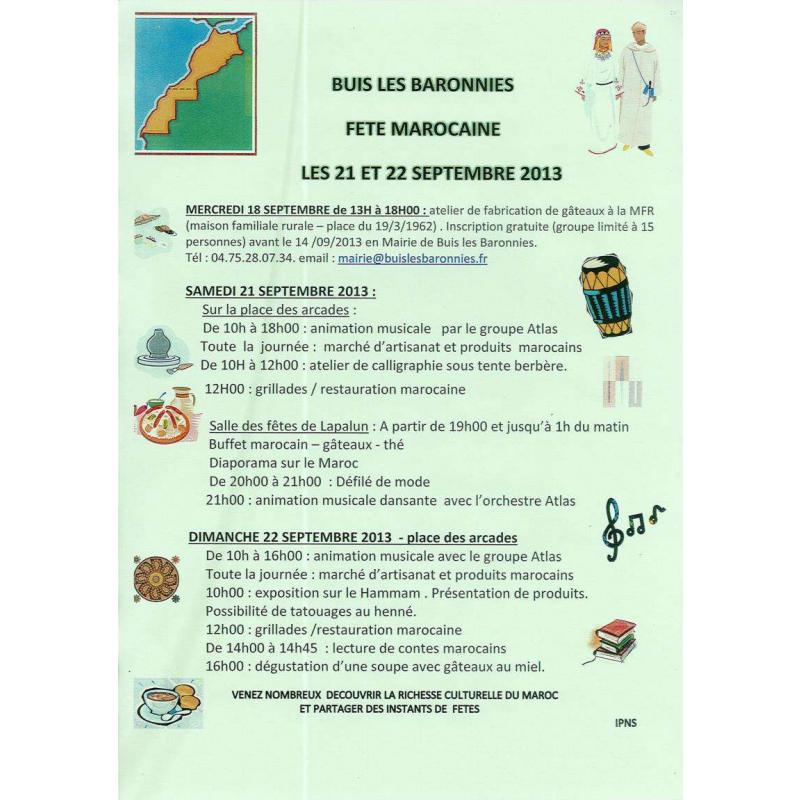 BUIS LES BARONNIES
FETE MAROCAINE
LES 21 ET 22 SEPTEMBRE 2013
MERCREDI 18 SEPTEMBRE de 13H à 18H00 : atelier de fabrication de gâteaux à la MFR
(maison familiale rurale – place du 19/3/1962) . Inscription gratuite (groupe limité à 15
personnes) avant le 14 /09/2013 en Mairie de Buis les Baronnies.
Tél : 04.75.28.07.34. email : mairie@buislesbaronnies.fr
SAMEDI 21 SEPTEMBRE 2013 :
Sur la place des arcades :
De 10h à 18h00 : animation musicale par le groupe Atlas
Toute la journée : marché d'artisanat et produits marocains
De 10H à 12h00 : atelier de calligraphie sous tente berbère.
12H00 : grillades / restauration marocaine
Salle des fêtes de Lapalun : A partir de 19h00 et jusqu'à 1h du matin
Buffet marocain – gâteaux - thé
Diaporama sur le Maroc
De 20h00 à 21h00 : Défilé de mode
21h00 : animation musicale dansante avec l'orchestre Atlas
DIMANCHE 22 SEPTEMBRE 2013 - place des arcades
De 10h à 16h00 : animation musicale avec le groupe Atlas
Toute la journée : marché d'artisanat et produits marocains
10h00 : exposition sur le Hammam . Présentation de produits.
Possibilité de tatouages au henné.
12h00 : grillades /restauration marocaine
De 14h00 à 14h45 : lecture de contes marocains
16h00 : dégustation d'une soupe avec gâteaux au miel.
VENEZ NOMBREUX DECOUVRIR LA RICHESSE CULTURELLE DU MAROC
ET PARTAGER DES INSTANTS DE FETES
IPNS